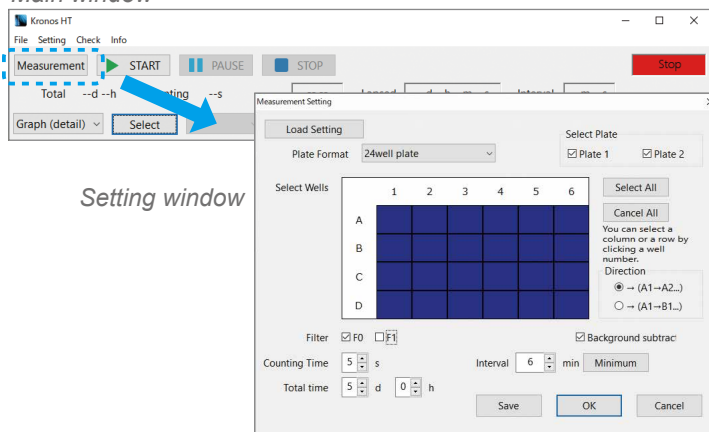 Main window
Kronos HT
File Setting Check Info
Measurement START PAUSE STOP Stop
Total --d --h --s
Measurement Setting
Graph (detail) Select
Load Setting
Select Plate
Plate Format 24well plate Plate 1 Plate 2
Setting window
Select Wells 1 2 3 4 5 6 Select All
A Cancel All
You can select a
B column or a row by
clicking a well
number.
C Direction
→ (A1→A2...)
D → (A1→B1...)
Filter F0 F1 Background subtrac
Counting Time 5 s Interval 6 min Minimum
Total time 5 d 0 h
Save OK Cancel